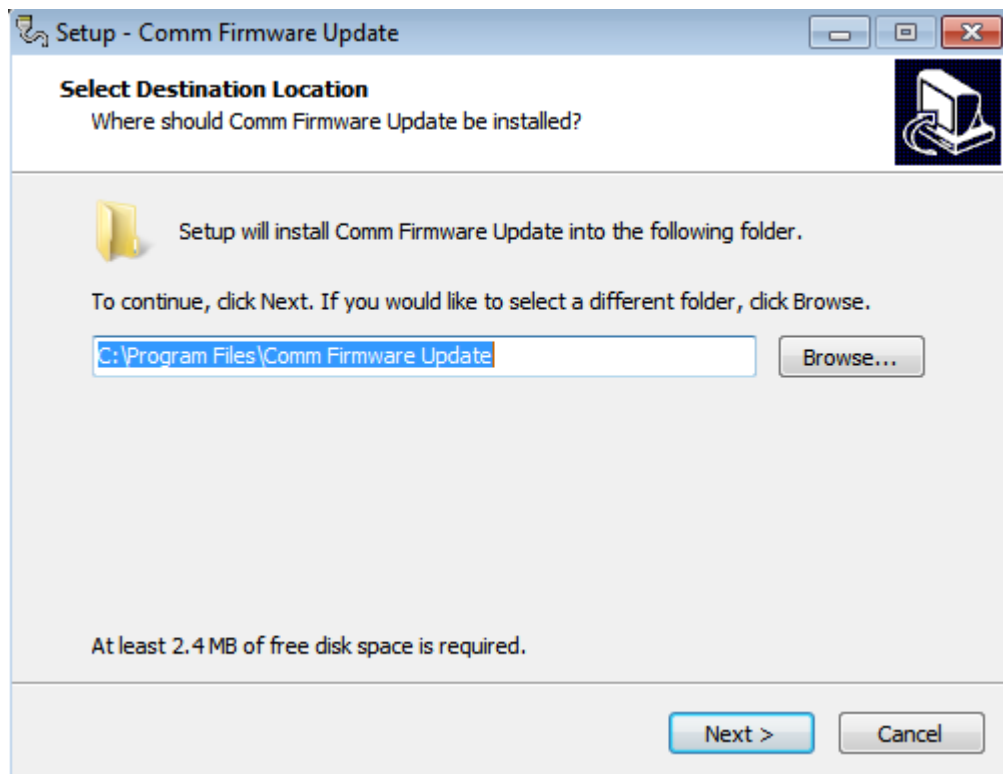 Setup - Comm Firmware Update
Select Destination Location
Where should Comm Firmware Update be installed?
Setup will install Comm Firmware Update into the following folder.
To continue, click Next. If you would like to select a different folder, click Browse.
C:\Program Files\Comm Firmware Update
Browse...
At least 2.4 MB of free disk space is required.
Next >
Cancel